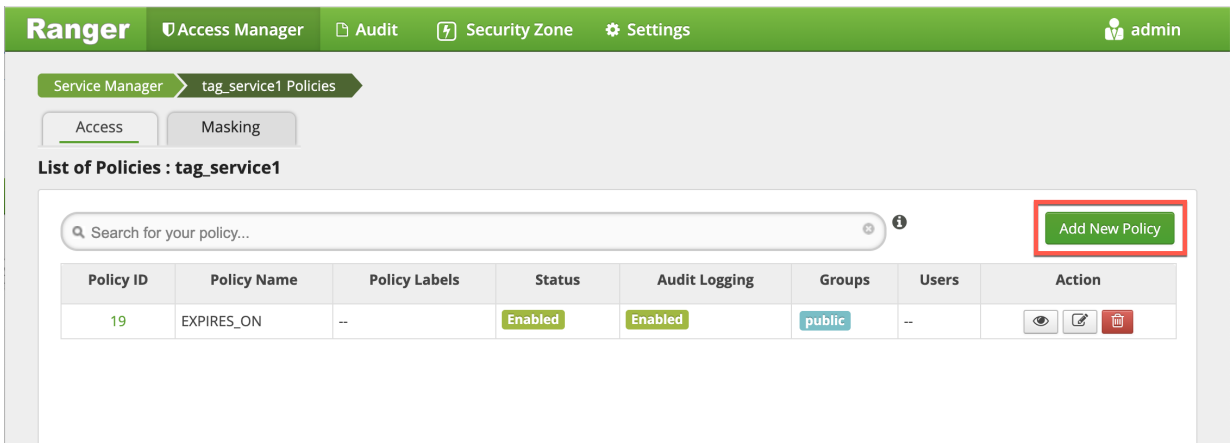 Ranger Access Manager Audit Security Zone Settings admin
Service Manager tag_service1 Policies
Access Masking
List of Policies : tag_service1
Search for your policy... Add New Policy
Policy ID Policy Name Policy Labels Status Audit Logging Groups Users Action
19 EXPIRES_ON -- Enabled Enabled public --